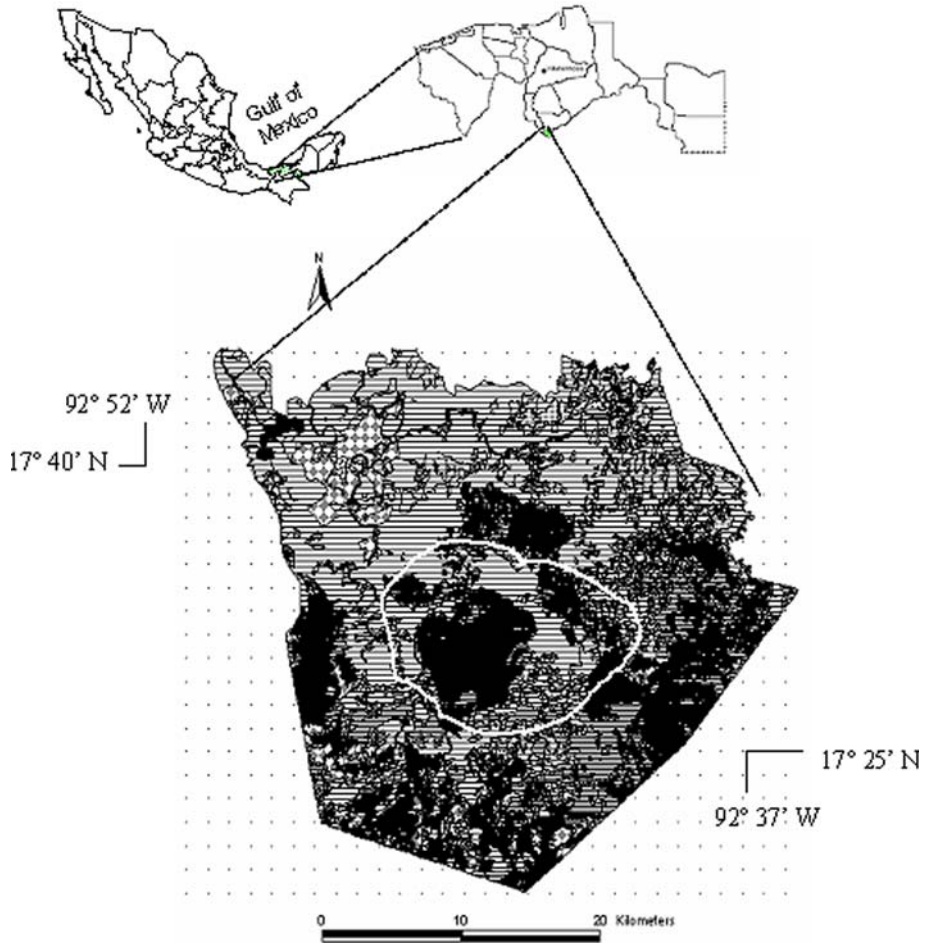 Gulf of
Mexico
N
92° 52’ W
17° 40’ N
17° 25’ N
92° 37’ W
0 10 20 Kilometers